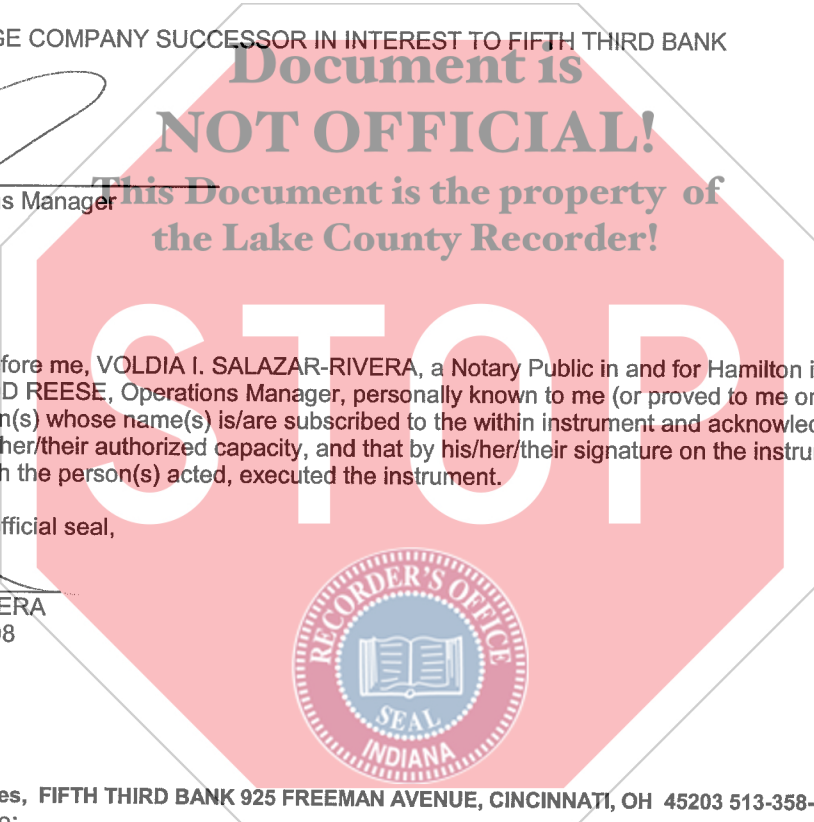 GE COMPANY SUCCESSOR IN INTEREST TO FIFTH THIRD BANK
Document is
NOT OFFICIAL!
This Document is the property of
s Manager
the Lake County Recorder!
STOP
fore me, VOLDIA I. SALAZAR-RIVERA, a Notary Public in and for Hamilton i
D REESE, Operations Manager, personally known to me (or proved to me or
n(s) whose name(s) is/are subscribed to the within instrument and acknowled
her/their authorized capacity, and that by his/her/their signature on the instru
h the person(s) acted, executed the instrument.
fficial seal,
ERA
RECORDER'S OFFICE
SEAL
INDIANA
es, FIFTH THIRD BANK 925 FREEMAN AVENUE, CINCINNATI, OH 45203 513-358-